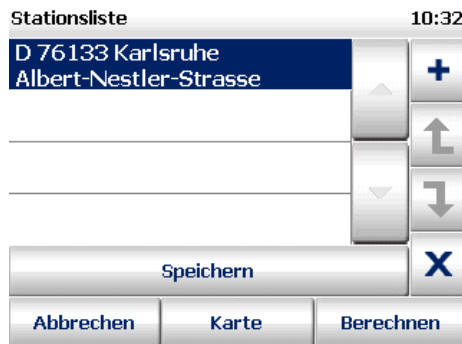 Stationsliste 10:32
D 76133 Karlsruhe
Albert-Nestler-Strasse
Speichern
Abbrechen Karte Berechnen